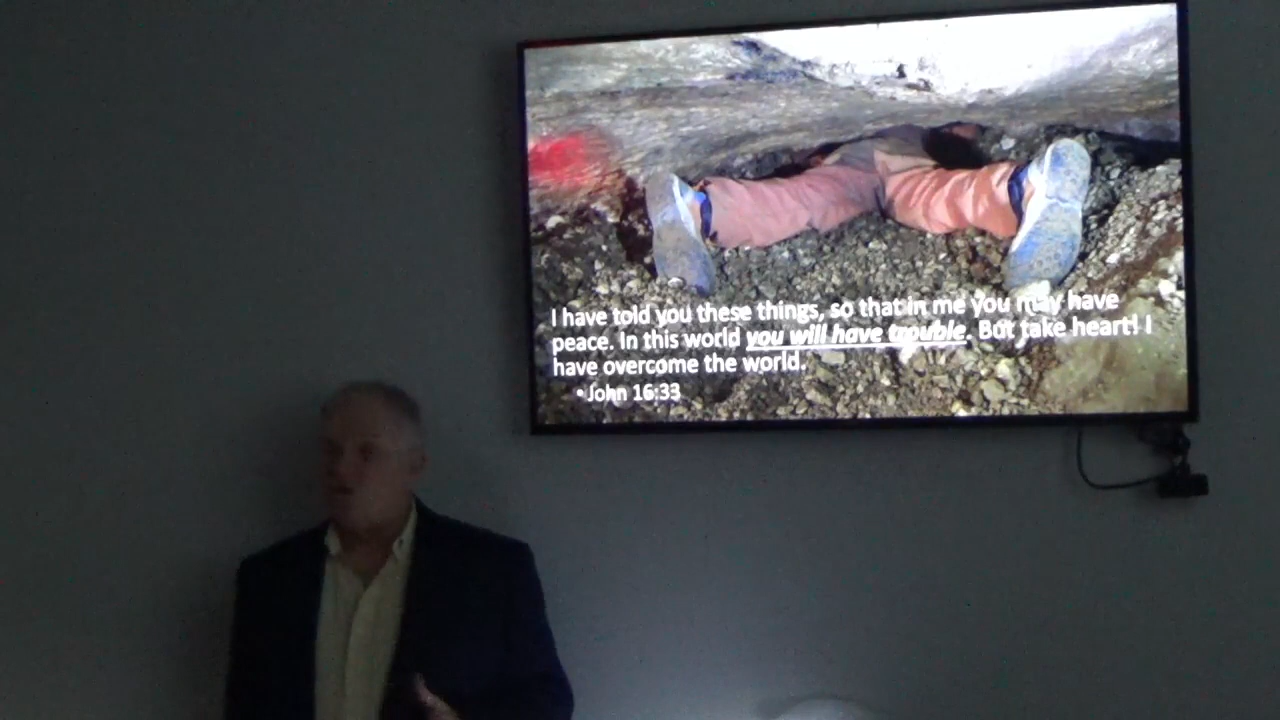 I have told you these things, so that in me you may have
peace. In this world you will have trouble. But take heart! I
have overcome the world.
• John 16:33